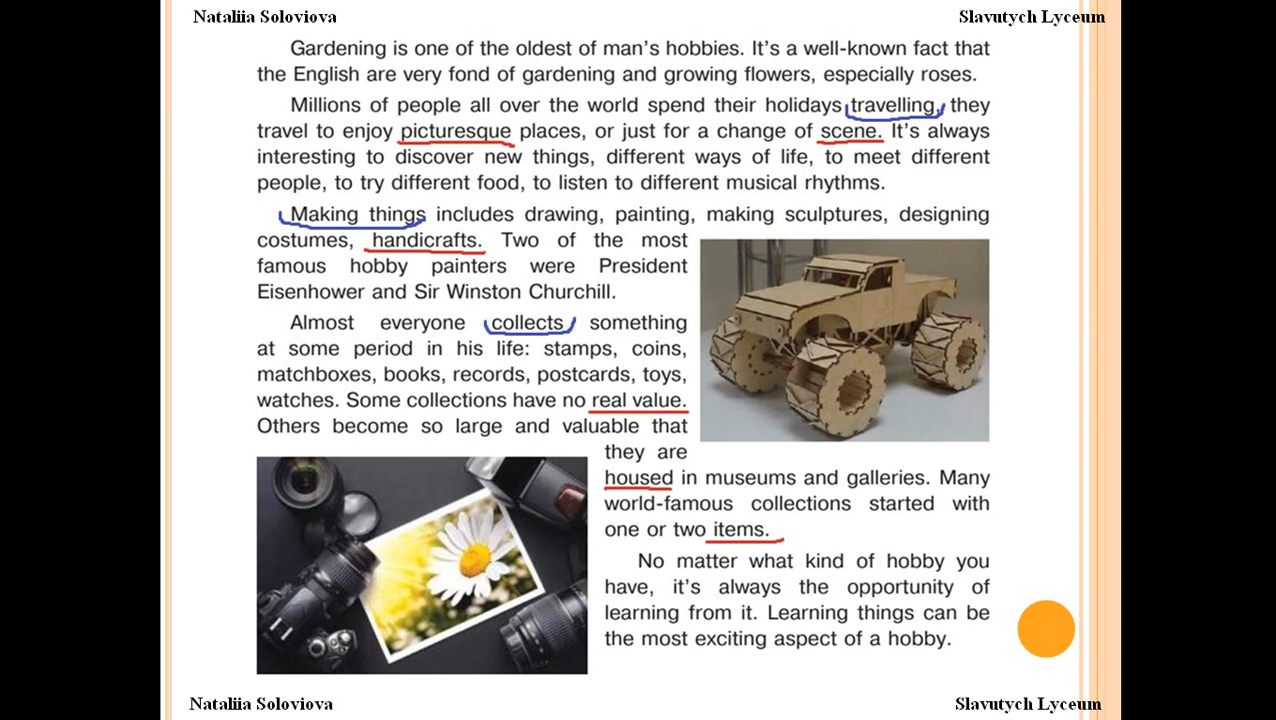 Nataliia Soloviova
Slavutych Lyceum
Gardening is one of the oldest of man's hobbies. It's a well-known fact that
the English are very fond of gardening and growing flowers, especially roses.
Millions of people all over the world spend their holidays travelling, they
travel to enjoy picturesque places, or just for a change of scene. It's always
interesting to discover new things, different ways of life, to meet different
people, to try different food, to listen to different musical rhythms.
Making things includes drawing, painting, making sculptures, designing
costumes, handicrafts. Two of the most
famous hobby painters were President
Eisenhower and Sir Winston Churchill.
Almost everyone collects something
at some period in his life: stamps, coins,
matchboxes, books, records, postcards, toys,
watches. Some collections have no real value.
Others become so large and valuable that
they are
housed in museums and galleries. Many
world-famous collections started with
one or two items.
No matter what kind of hobby you
have, it's always the opportunity of
learning from it. Learning things can be
the most exciting aspect of a hobby.
Nataliia Soloviova
Slavutych Lyceum